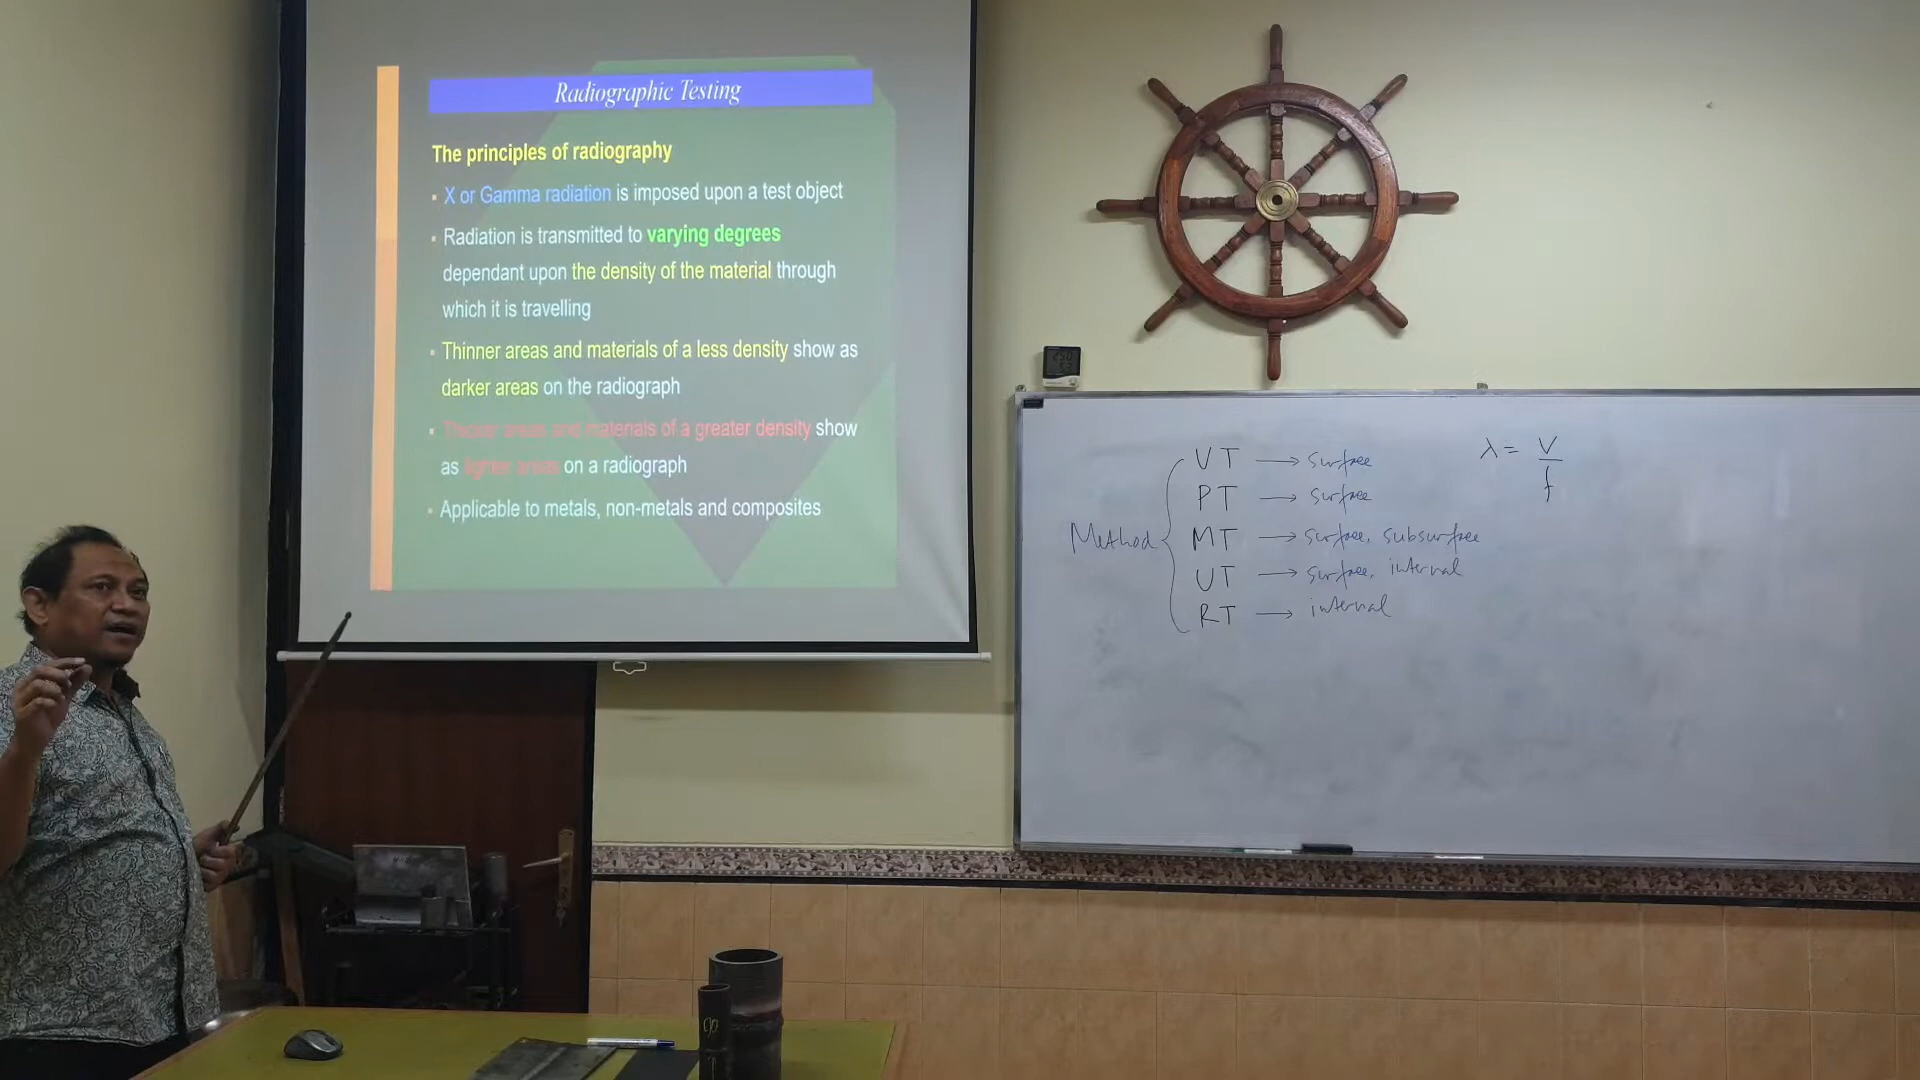 Radiographic Testing
The principles of radiography
▪ X or Gamma radiation is imposed upon a test object
▪ Radiation is transmitted to varying degrees
dependant upon the density of the material through
which it is travelling
▪ Thinner areas and materials of a less density show as
darker areas on the radiograph
▪ Thicker areas and materials of a greater density show
as lighter areas on a radiograph
▪ Applicable to metals, non-metals and composites
Method
VT → surface
PT → surface
MT → surface, subsurface
UT → surface, internal
RT → internal
λ = V
f